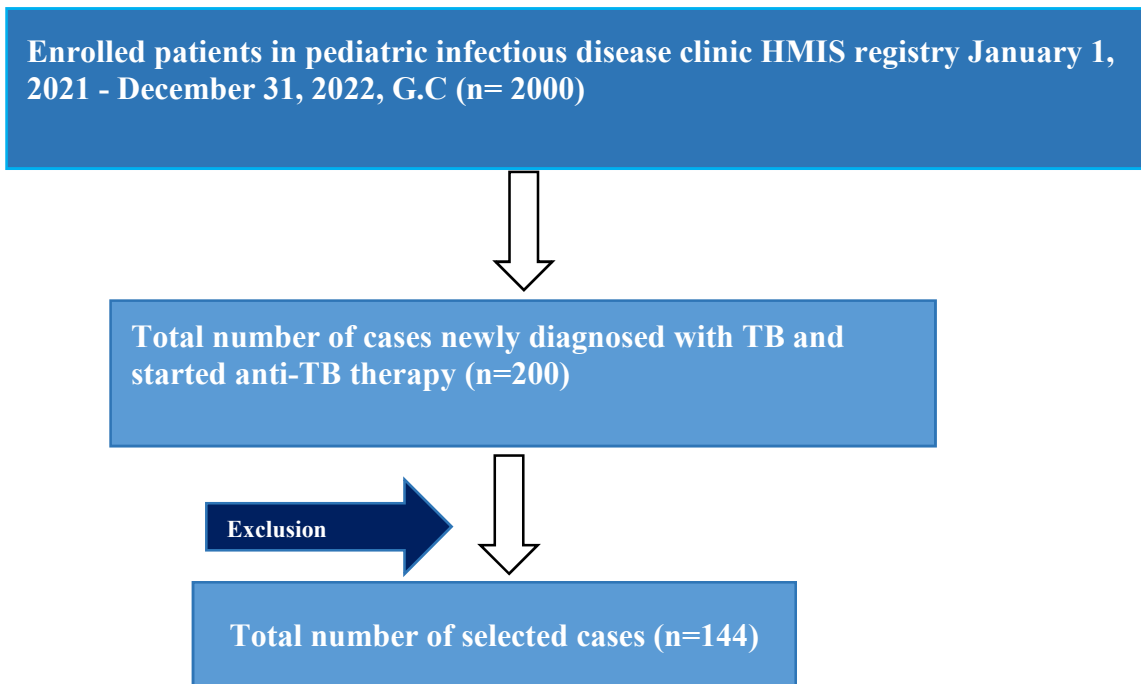 Enrolled patients in pediatric infectious disease clinic HMIS registry January 1,
2021 - December 31, 2022, G.C (n= 2000)
Total number of cases newly diagnosed with TB and
started anti-TB therapy (n=200)
Exclusion
Total number of selected cases (n=144)